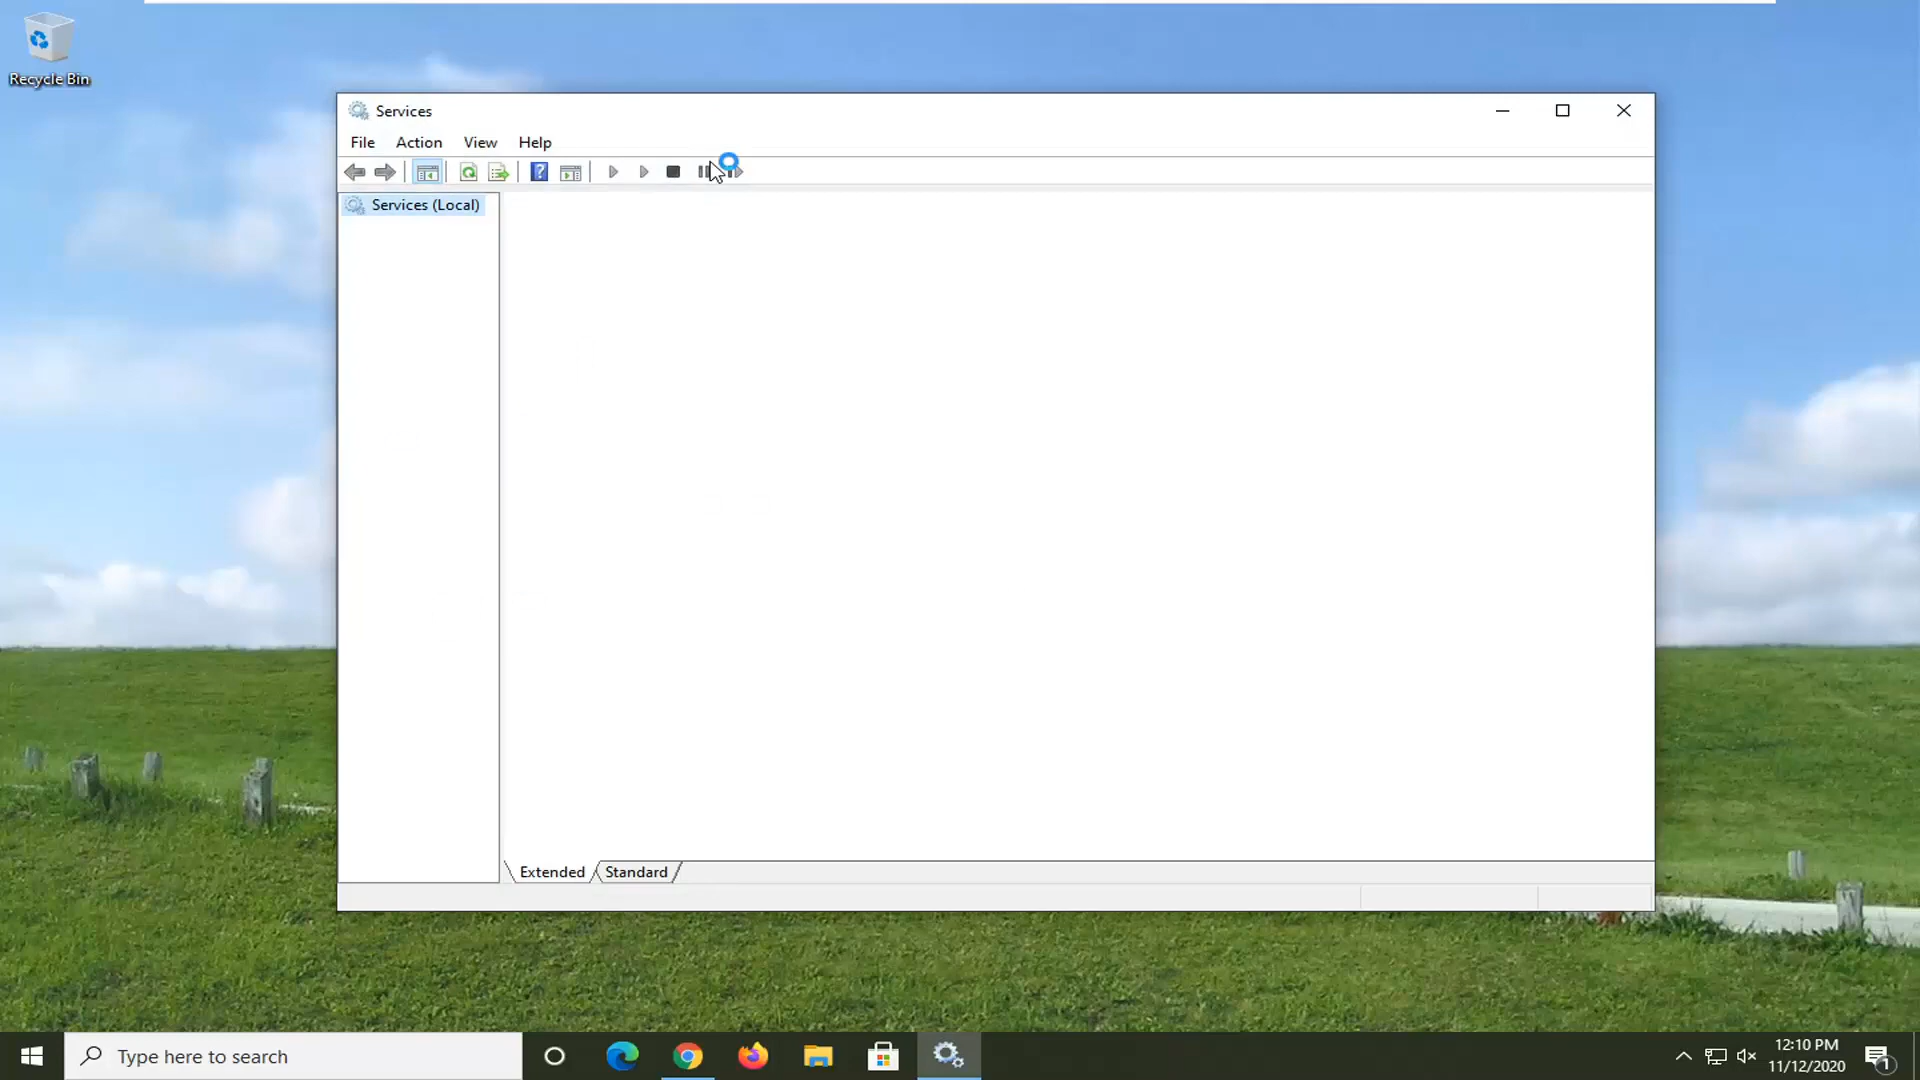 Recycle Bin
Services
File Action View Help
Services (Local)
Extended Standard
Type here to search
12:10 PM
11/12/2020
1